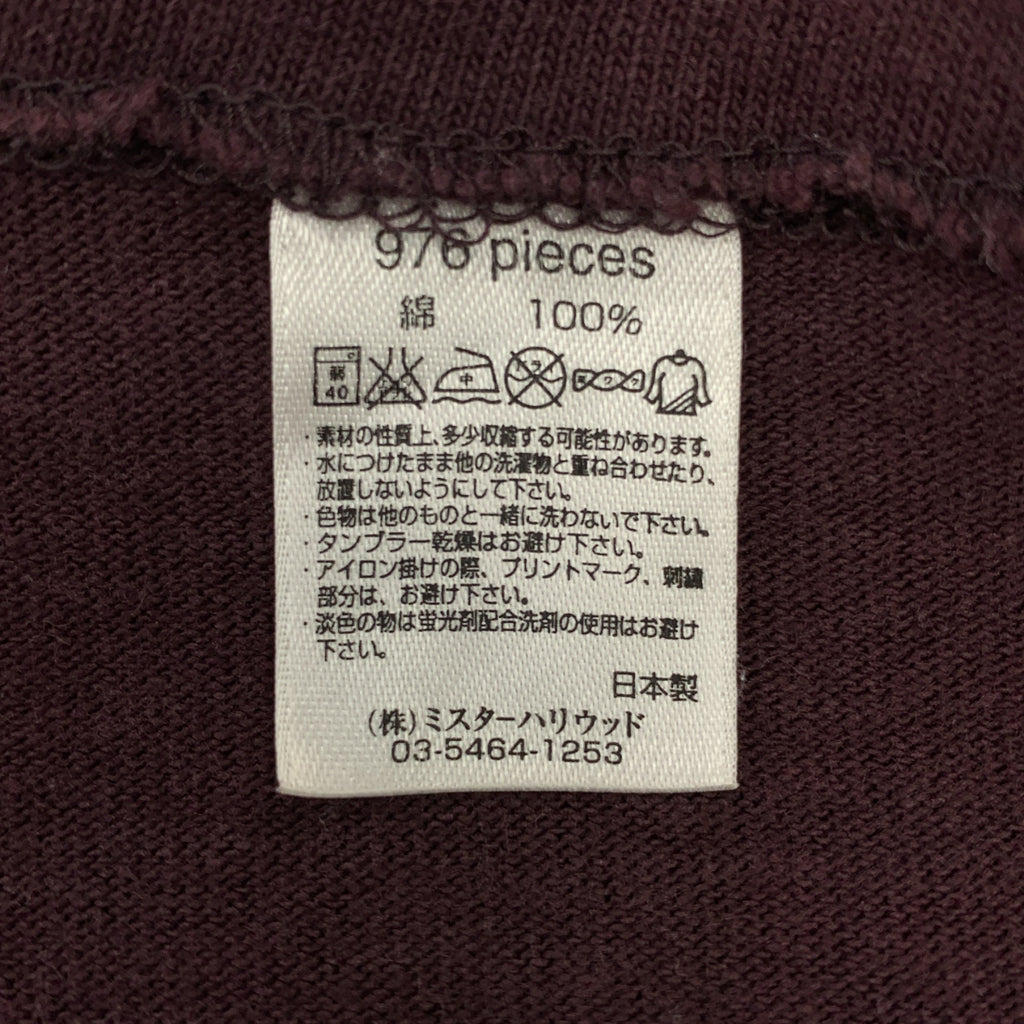 976 pieces
綿 100%
弱 40 中
・素材の性質上、多少収縮する可能性があります。
・水につけたまま他の洗濯物と重ね合わせたり、
放置しないようにして下さい。
・色物は他のものと一緒に洗わないで下さい。
・タンブラー乾燥はお避け下さい。
・アイロン掛けの際、プリントマーク、刺繍
部分は、お避け下さい。
・淡色の物は蛍光剤配合洗剤の使用はお避け
下さい。
日本製
(株)ミスターハリウッド
03-5464-1253